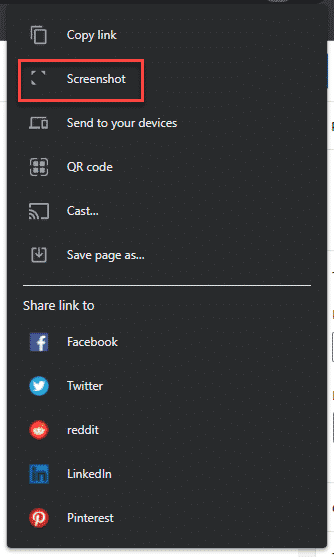 Copy link
Screenshot
Send to your devices
QR code
Cast...
Save page as...
Share link to
Facebook
Twitter
reddit
LinkedIn
Pinterest